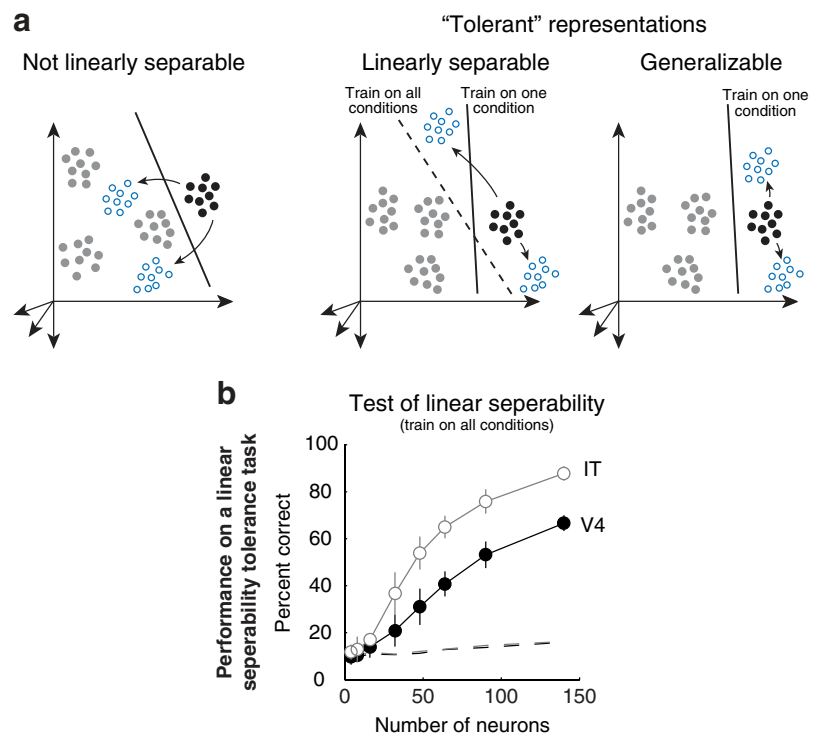 a
“Tolerant” representations
Not linearly separable
Linearly separable
Generalizable
Train on all
conditions
Train on one
condition
Train on one
condition
b
Test of linear seperability
(train on all conditions)
Performance on a linear
seperability tolerance task
Percent correct
100
80
60
40
20
0
IT
V4
0
50
100
150
Number of neurons